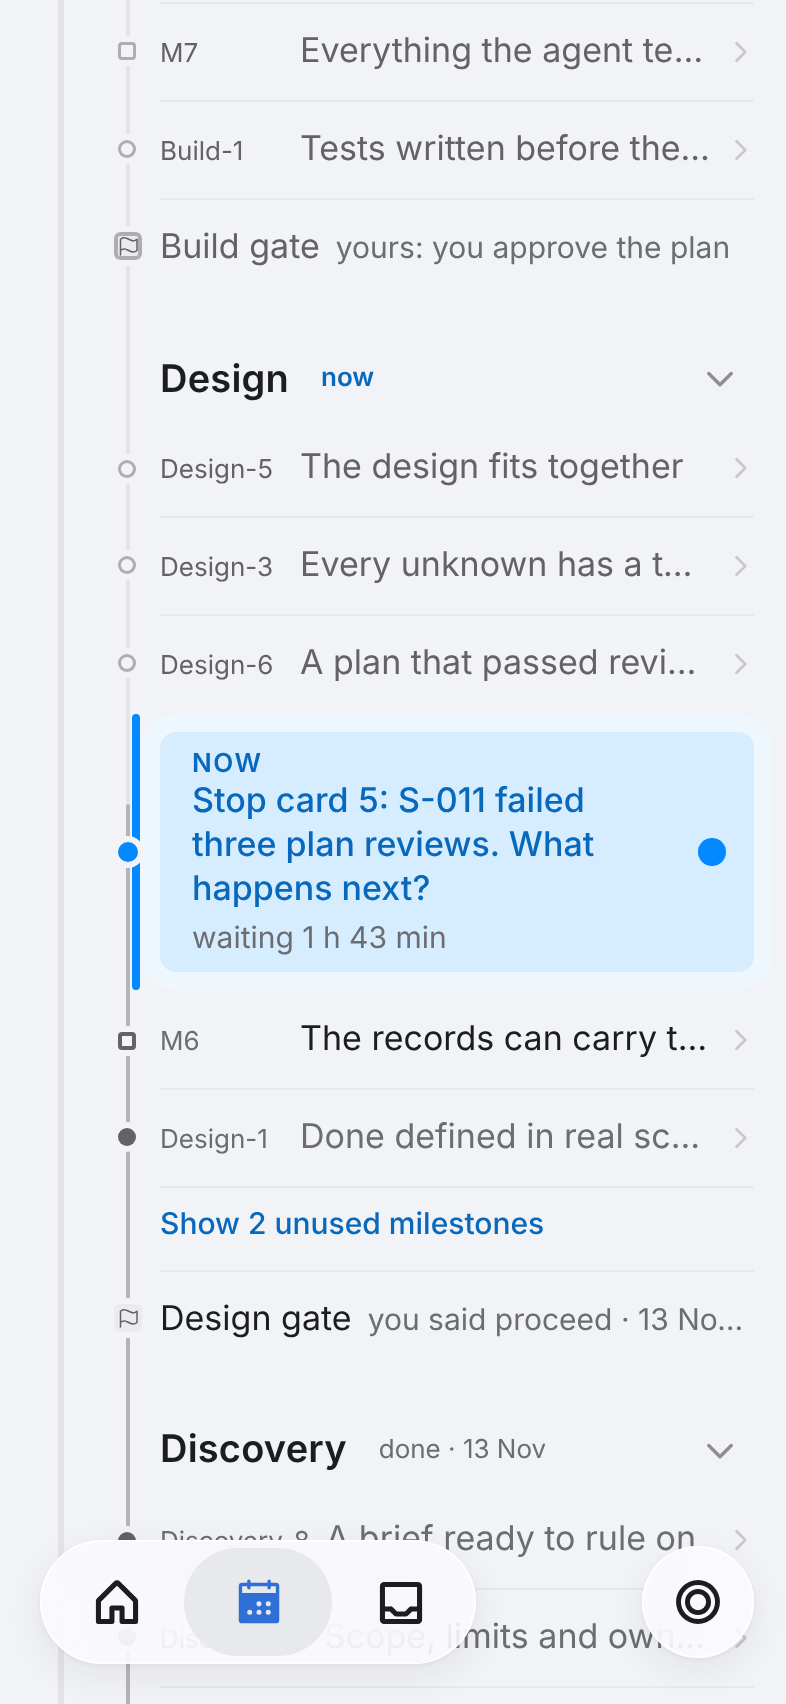 M7 Everything the agent te...
Build-1 Tests written before the...
Build gate yours: you approve the plan
Design now
Design-5 The design fits together
Design-3 Every unknown has a t...
Design-6 A plan that passed revi...
NOW
Stop card 5: S-011 failed
three plan reviews. What
happens next?
waiting 1 h 43 min
M6 The records can carry t...
Design-1 Done defined in real sc...
Show 2 unused milestones
Design gate you said proceed · 13 No...
Discovery done · 13 Nov
Discovery-8 A brief ready to rule on
Scope, limits and own...